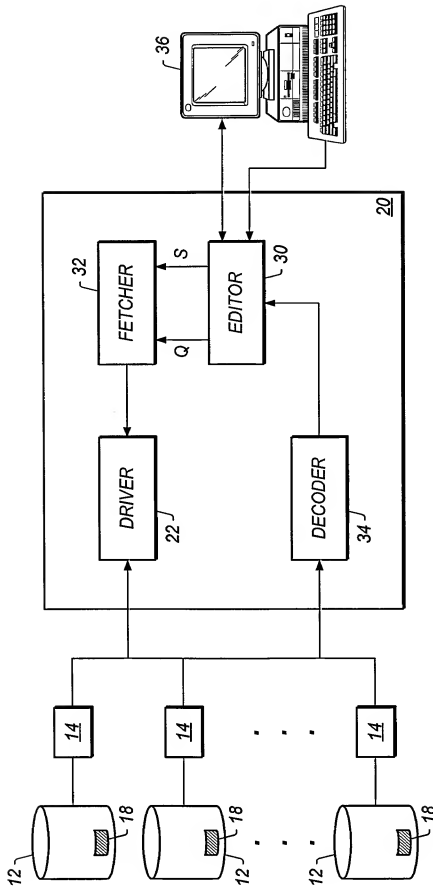 12
18
14
12
18
14
. . .
. . .
12
18
14
DRIVER
22
FETCHER
32
Q
S
EDITOR
30
DECODER
34
20
36